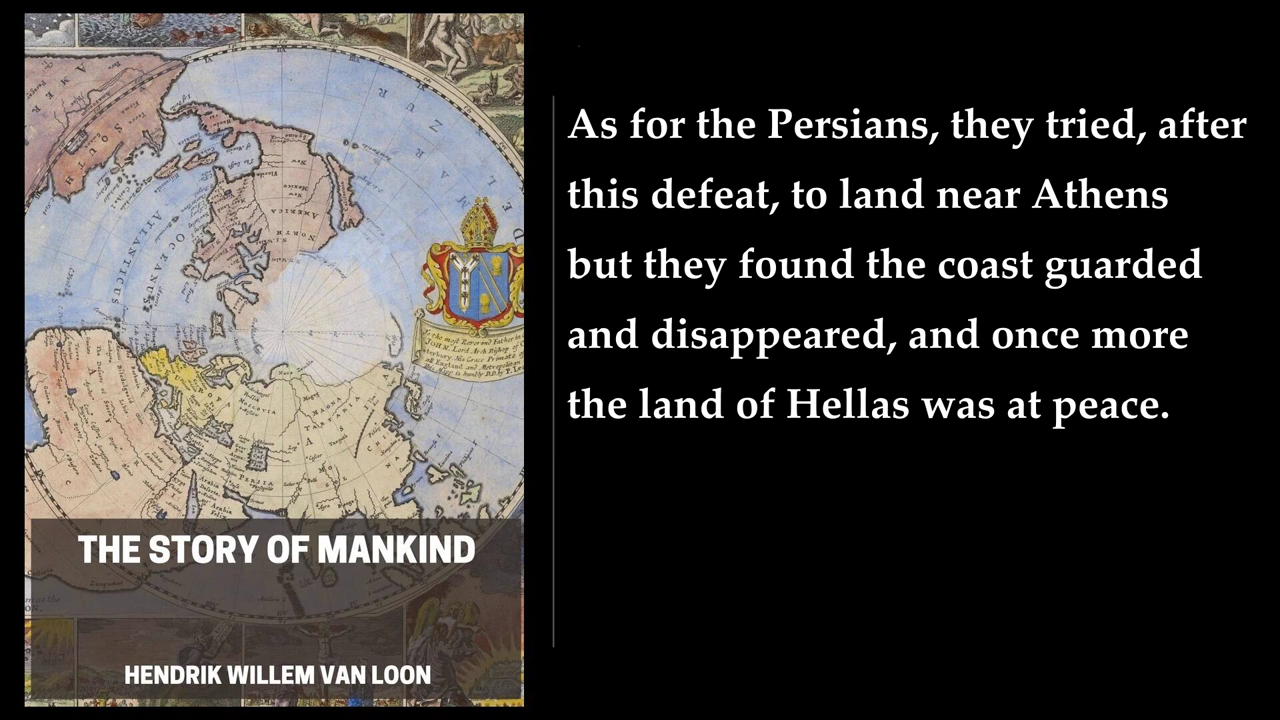 THE STORY OF MANKIND
HENDRIK WILLEM VAN LOON
As for the Persians, they tried, after
this defeat, to land near Athens
but they found the coast guarded
and disappeared, and once more
the land of Hellas was at peace.